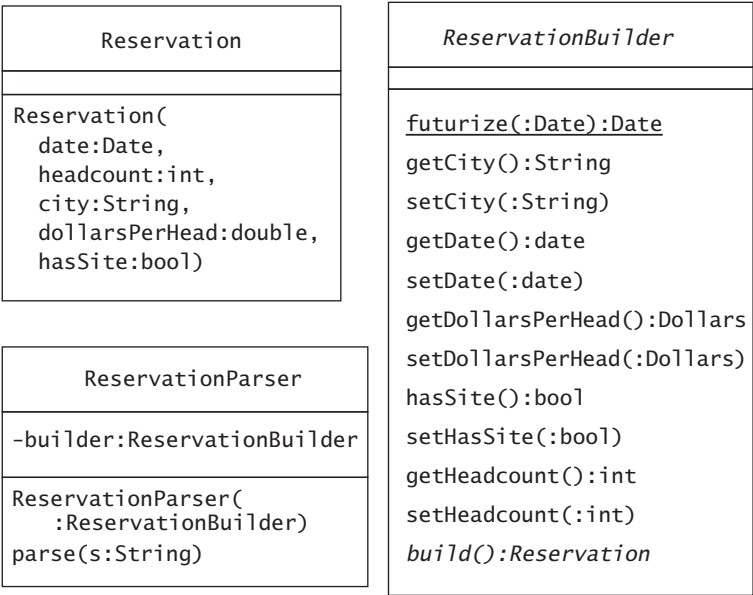 Reservation
Reservation(
date:Date,
headcount:int,
city:String,
dollarsPerHead:double,
hasSite:bool)
ReservationParser
-builder:ReservationBuilder
ReservationParser(
:ReservationBuilder)
parse(s:String)
ReservationBuilder
futurize(:Date):Date
getCity():String
setCity(:String)
getDate():date
setDate(:date)
getDollarsPerHead():Dollars
setDollarsPerHead(:Dollars)
hasSite():bool
setHasSite(:bool)
getHeadcount():int
setHeadcount(:int)
build():Reservation